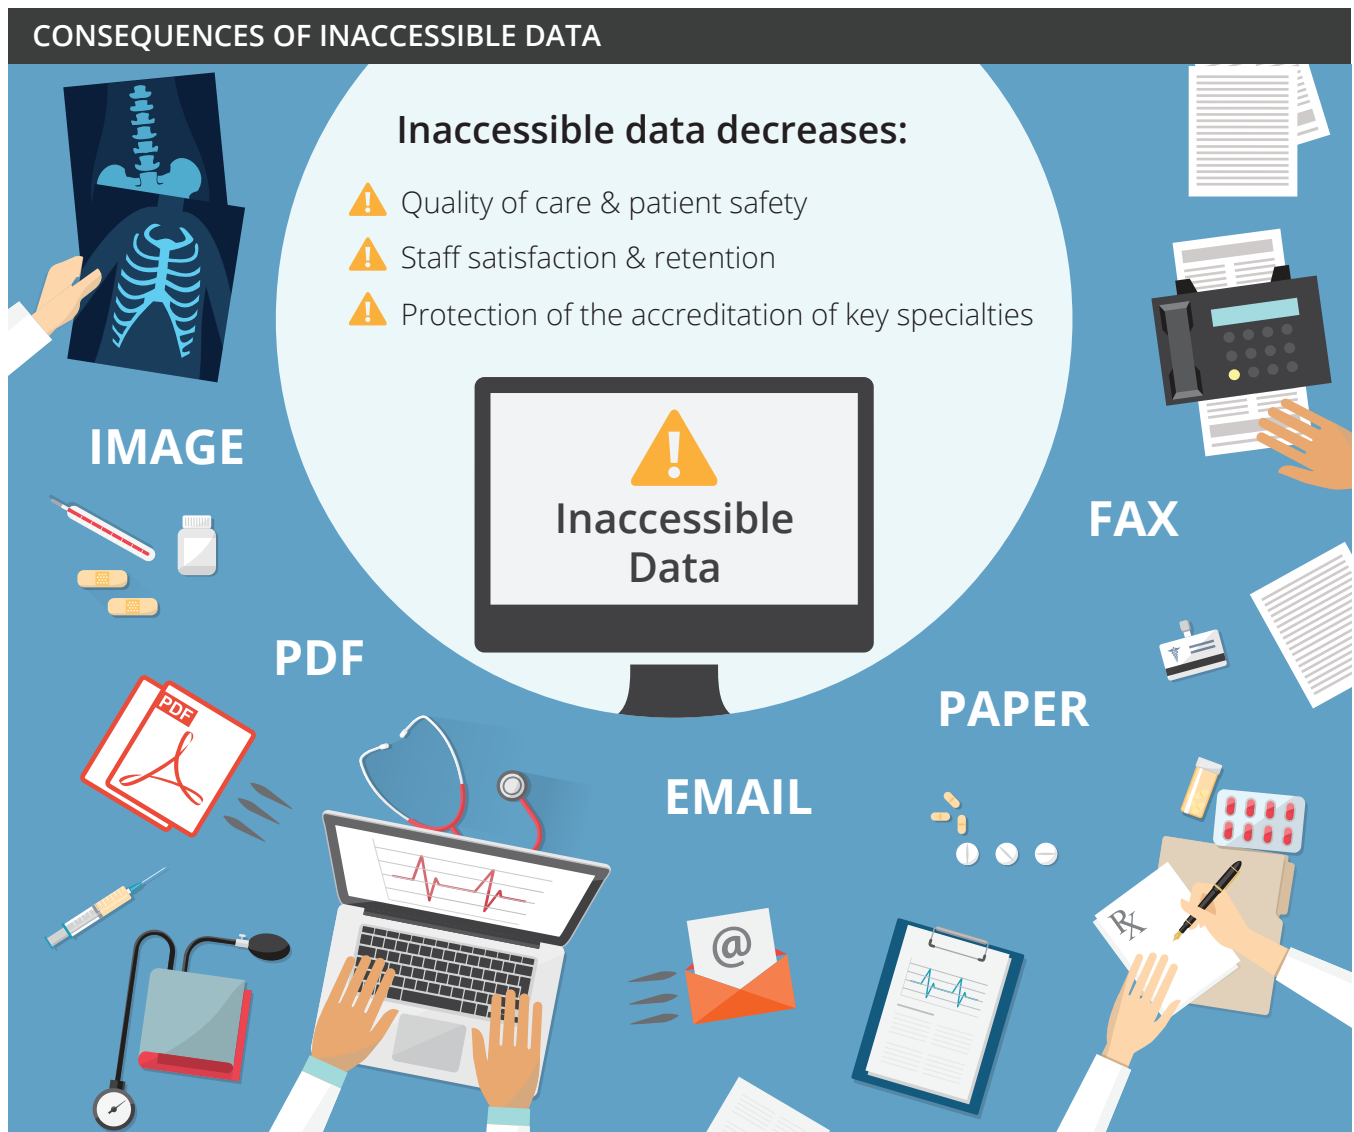 CONSEQUENCES OF INACCESSIBLE DATA
Inaccessible data decreases:
Quality of care & patient safety
Staff satisfaction & retention
Protection of the accreditation of key specialties
Inaccessible
Data
IMAGE
FAX
PDF
PDF
PAPER
EMAIL
@
Rx